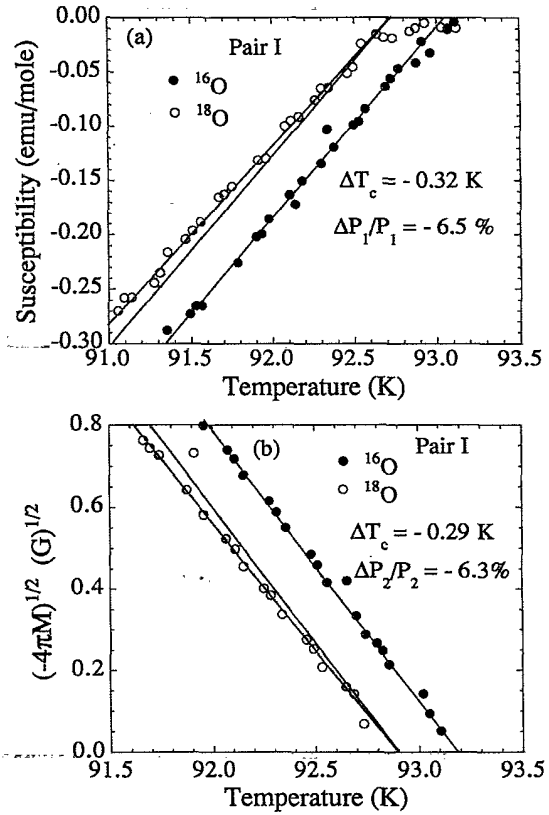 (a)
Pair I
16O
18O
ΔTc = - 0.32 K
ΔP1/P1 = - 6.5 %
Susceptibility (emu/mole)
0.00
-0.05
-0.10
-0.15
-0.20
-0.25
-0.30
91.0 91.5 92.0 92.5 93.0 93.5
Temperature (K)
(b)
Pair I
16O
18O
ΔTc = - 0.29 K
ΔP2/P2 = - 6.3%
(-4πM)1/2 (G)1/2
0.8
0.6
0.4
0.2
0.0
91.5 92.0 92.5 93.0 93.5
Temperature (K)